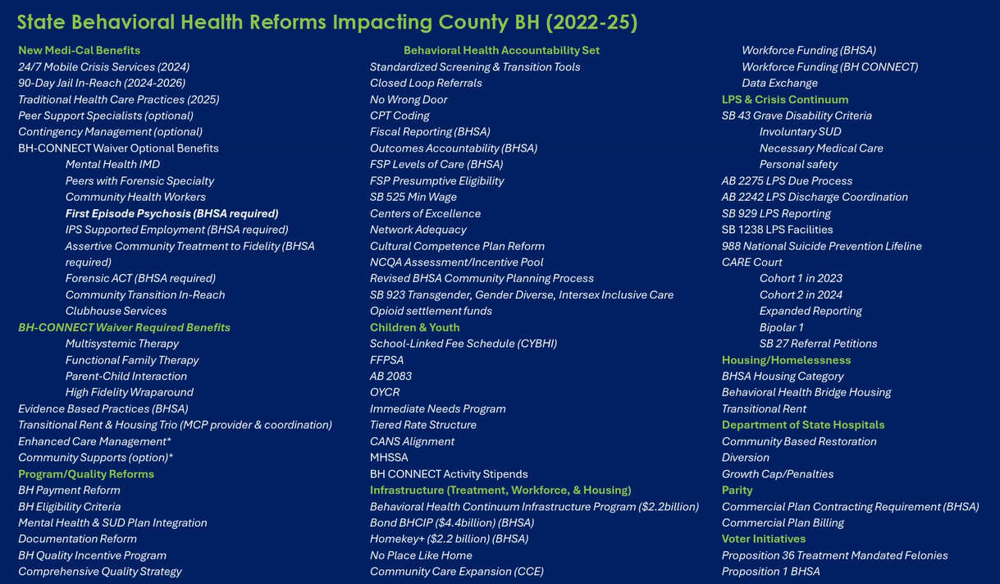 State Behavioral Health Reforms Impacting County BH (2022-25)
New Medi-Cal Benefits
24/7 Mobile Crisis Services (2024)
90-Day Jail In-Reach (2024-2026)
Traditional Health Care Practices (2025)
Peer Support Specialists (optional)
Contingency Management (optional)
BH-CONNECT Waiver Optional Benefits
Mental Health IMD
Peers with Forensic Specialty
Community Health Workers
First Episode Psychosis (BHSA required)
IPS Supported Employment (BHSA required)
Assertive Community Treatment to Fidelity (BHSA
required)
Forensic ACT (BHSA required)
Community Transition In-Reach
Clubhouse Services
BH-CONNECT Waiver Required Benefits
Multisystemic Therapy
Functional Family Therapy
Parent-Child Interaction
High Fidelity Wraparound
Evidence Based Practices (BHSA)
Transitional Rent & Housing Trio (MCP provider & coordination)
Enhanced Care Management*
Community Supports (option)*
Program/Quality Reforms
BH Payment Reform
BH Eligibility Criteria
Mental Health & SUD Plan Integration
Documentation Reform
BH Quality Incentive Program
Comprehensive Quality Strategy
Behavioral Health Accountability Set
Standardized Screening & Transition Tools
Closed Loop Referrals
No Wrong Door
CPT Coding
Fiscal Reporting (BHSA)
Outcomes Accountability (BHSA)
FSP Levels of Care (BHSA)
FSP Presumptive Eligibility
SB 525 Min Wage
Centers of Excellence
Network Adequacy
Cultural Competence Plan Reform
NCQA Assessment/Incentive Pool
Revised BHSA Community Planning Process
SB 923 Transgender, Gender Diverse, Intersex Inclusive Care
Opioid settlement funds
Children & Youth
School-Linked Fee Schedule (CYBHI)
FFPSA
AB 2083
OYCR
Immediate Needs Program
Tiered Rate Structure
CANS Alignment
MHSSA
BH CONNECT Activity Stipends
Infrastructure (Treatment, Workforce, & Housing)
Behavioral Health Continuum Infrastructure Program ($2.2billion)
Bond BHCIP ($4.4billion) (BHSA)
Homekey+ ($2.2 billion) (BHSA)
No Place Like Home
Community Care Expansion (CCE)
Workforce Funding (BHSA)
Workforce Funding (BH CONNECT)
Data Exchange
LPS & Crisis Continuum
SB 43 Grave Disability Criteria
Involuntary SUD
Necessary Medical Care
Personal safety
AB 2275 LPS Due Process
AB 2242 LPS Discharge Coordination
SB 929 LPS Reporting
SB 1238 LPS Facilities
988 National Suicide Prevention Lifeline
CARE Court
Cohort 1 in 2023
Cohort 2 in 2024
Expanded Reporting
Bipolar 1
SB 27 Referral Petitions
Housing/Homelessness
BHSA Housing Category
Behavioral Health Bridge Housing
Transitional Rent
Department of State Hospitals
Community Based Restoration
Diversion
Growth Cap/Penalties
Parity
Commercial Plan Contracting Requirement (BHSA)
Commercial Plan Billing
Voter Initiatives
Proposition 36 Treatment Mandated Felonies
Proposition 1 BHSA